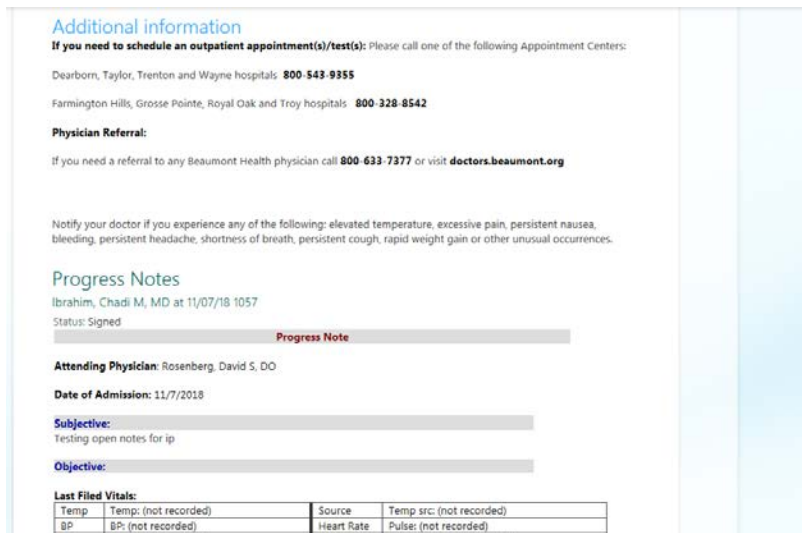 Additional information
If you need to schedule an outpatient appointment(s)/test(s): Please call one of the following Appointment Centers:
Dearborn, Taylor, Trenton and Wayne hospitals 800-543-9355
Farmington Hills, Grosse Pointe, Royal Oak and Troy hospitals 800-328-8542
Physician Referral:
If you need a referral to any Beaumont Health physician call 800-633-7377 or visit doctors.beaumont.org
Notify your doctor if you experience any of the following: elevated temperature, excessive pain, persistent nausea,
bleeding, persistent headache, shortness of breath, persistent cough, rapid weight gain or other unusual occurrences.
Progress Notes
Ibrahim, Chadi M, MD at 11/07/18 1057
Status: Signed
Progress Note
Attending Physician: Rosenberg, David S, DO
Date of Admission: 11/7/2018
Subjective:
Testing open notes for ip
Objective:
Last Filed Vitals:
Temp Temp: (not recorded) Source Temp src: (not recorded)
BP BP: (not recorded) Heart Rate Pulse: (not recorded)